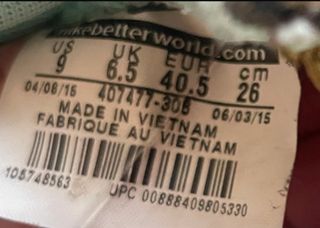 nikebetterworld.com
US UK EUR cm
9 6.5 40.5 26
04/08/15 407477-308 06/03/15
MADE IN VIETNAM
FABRIQUE AU VIETNAM
108748563
UPC 00888409805330